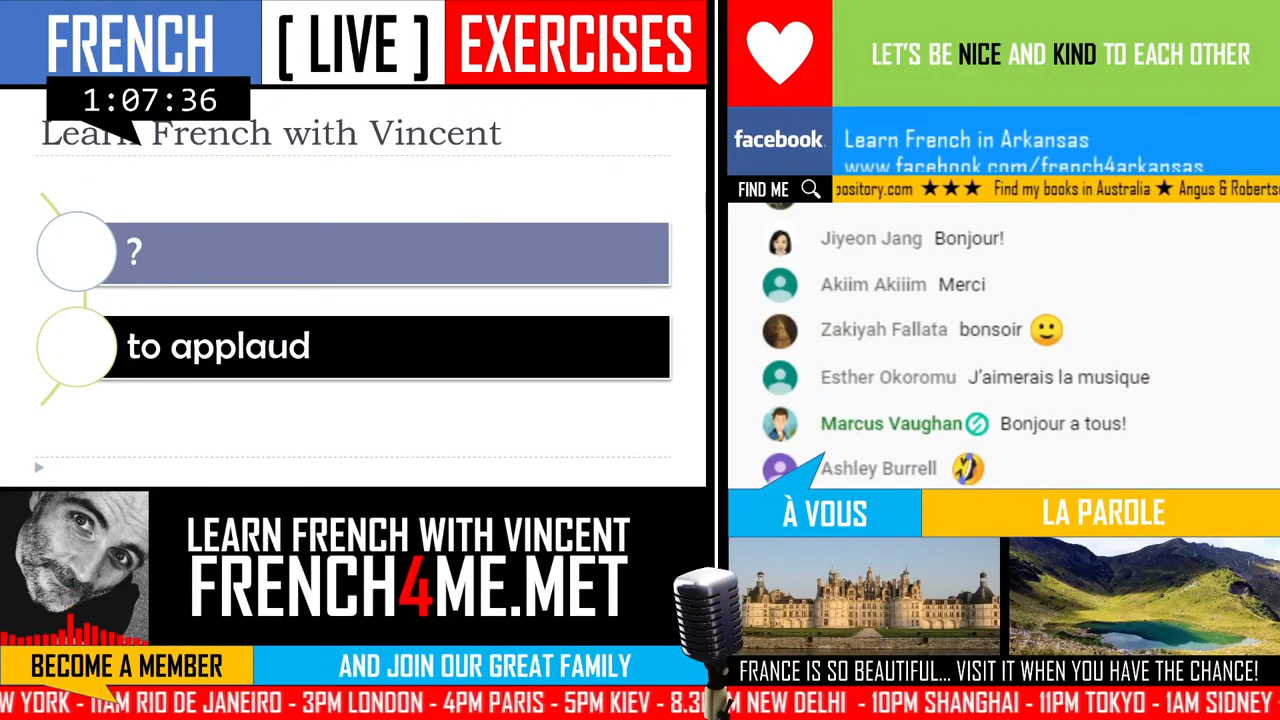 FRENCH [ LIVE ] EXERCISES
1:07:36
Learn French with Vincent
?
to applaud
LEARN FRENCH WITH VINCENT
FRENCH4ME.MET
BECOME A MEMBER
AND JOIN OUR GREAT FAMILY
LET'S BE NICE AND KIND TO EACH OTHER
facebook.
Learn French in Arkansas
www.facebook.com/french4arkansas
FIND ME
pository.com ★★★ Find my books in Australia ★ Angus & Roberts
Jiyeon Jang Bonjour!
Akiim Akiiim Merci
Zakiyah Fallata bonsoir 🙂
Esther Okoromu J'aimerais la musique
Marcus Vaughan Bonjour a tous!
Ashley Burrell 🤣
À VOUS
LA PAROLE
FRANCE IS SO BEAUTIFUL... VISIT IT WHEN YOU HAVE THE CHANCE!
W YORK - 11AM RIO DE JANEIRO - 3PM LONDON - 4PM PARIS - 5PM KIEV - 8.3 M NEW DELHI - 10PM SHANGHAI - 11PM TOKYO - 1AM SIDNEY -